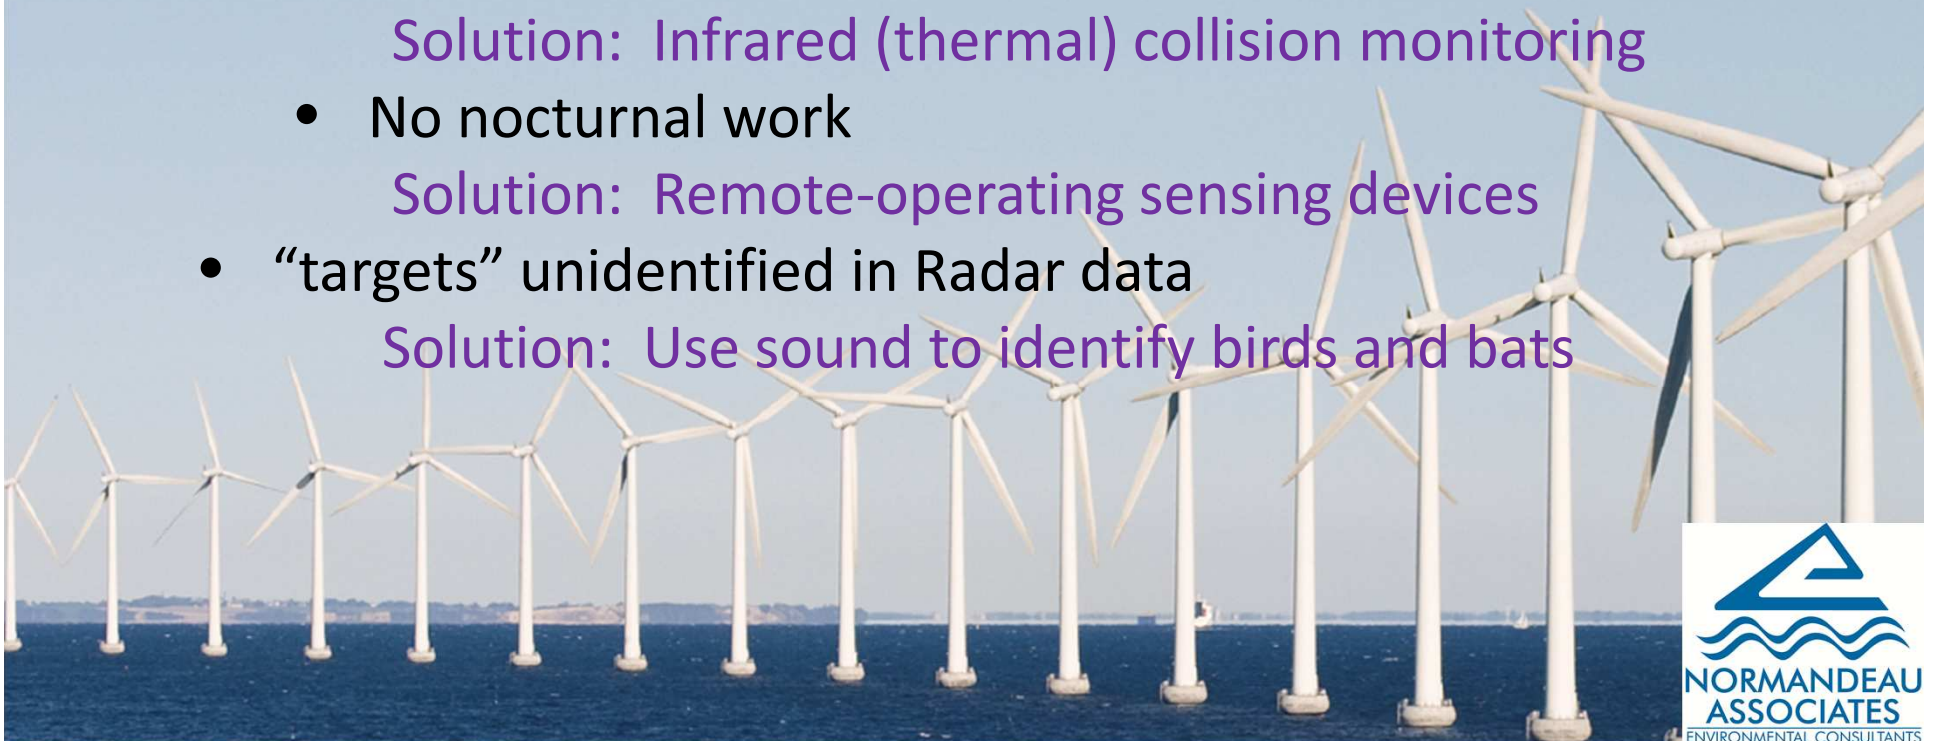 Solution:  Infrared (thermal) collision monitoring
• No nocturnal work
Solution:  Remote-operating sensing devices
• “targets” unidentified in Radar data
Solution:  Use sound to identify birds and bats
NORMANDEAU
ASSOCIATES
ENVIRONMENTAL CONSULTANTS